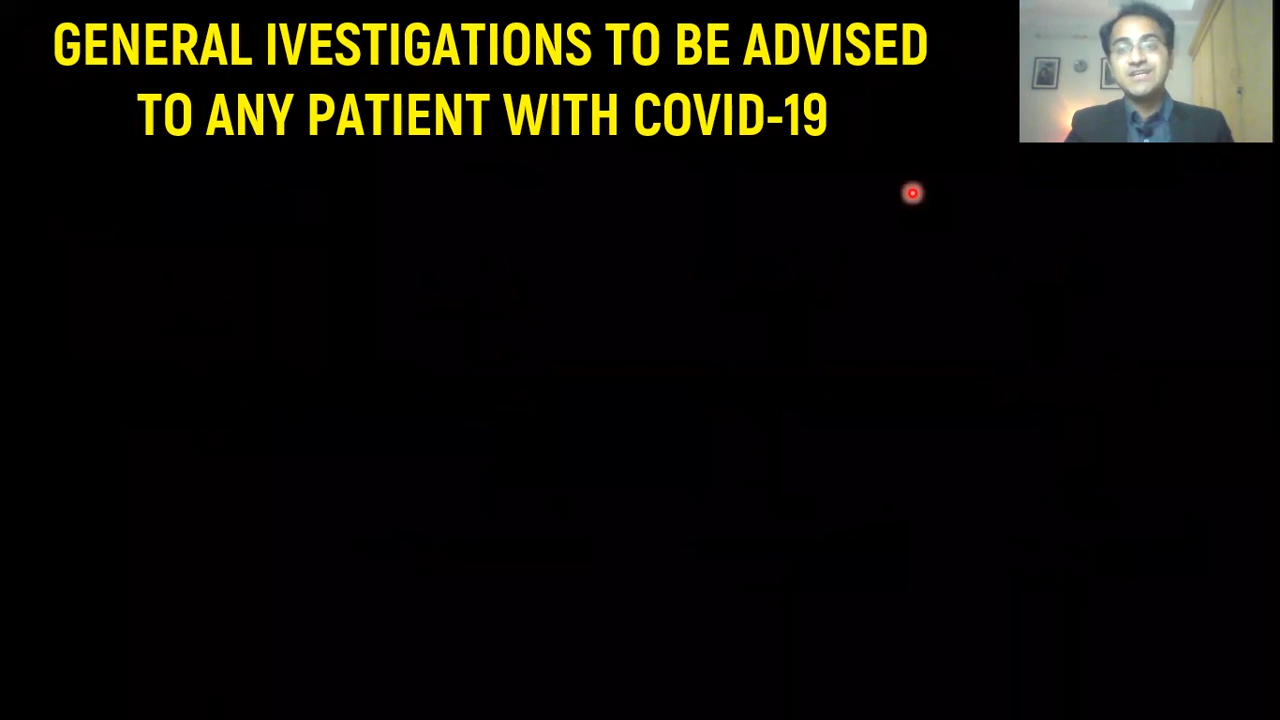 GENERAL IVESTIGATIONS TO BE ADVISED
TO ANY PATIENT WITH COVID-19